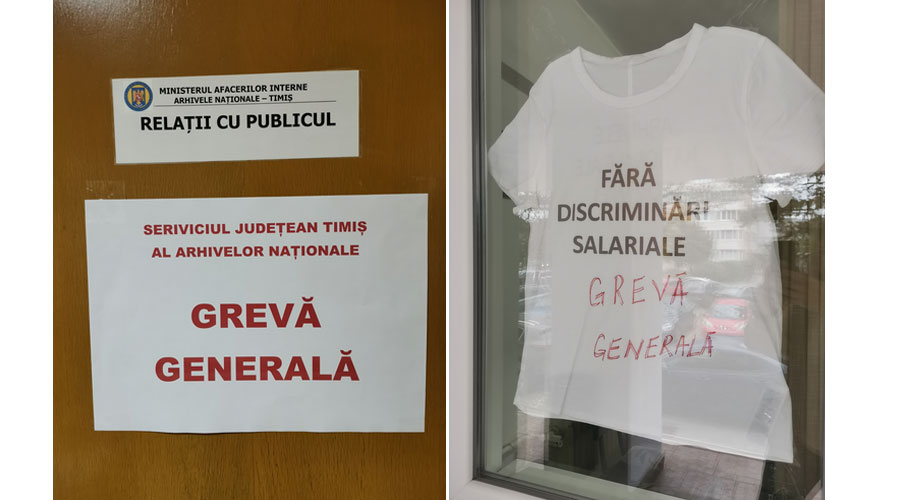 MINISTERUL AFACERILOR INTERNE
ARHIVELE NAȚIONALE – TIMIȘ
RELAȚII CU PUBLICUL
SERIVICIUL JUDEȚEAN TIMIȘ
AL ARHIVELOR NAȚIONALE
GREVĂ
GENERALĂ
FĂRĂ
DISCRIMINĂRI
SALARIALE
GREVĂ
GENERALĂ